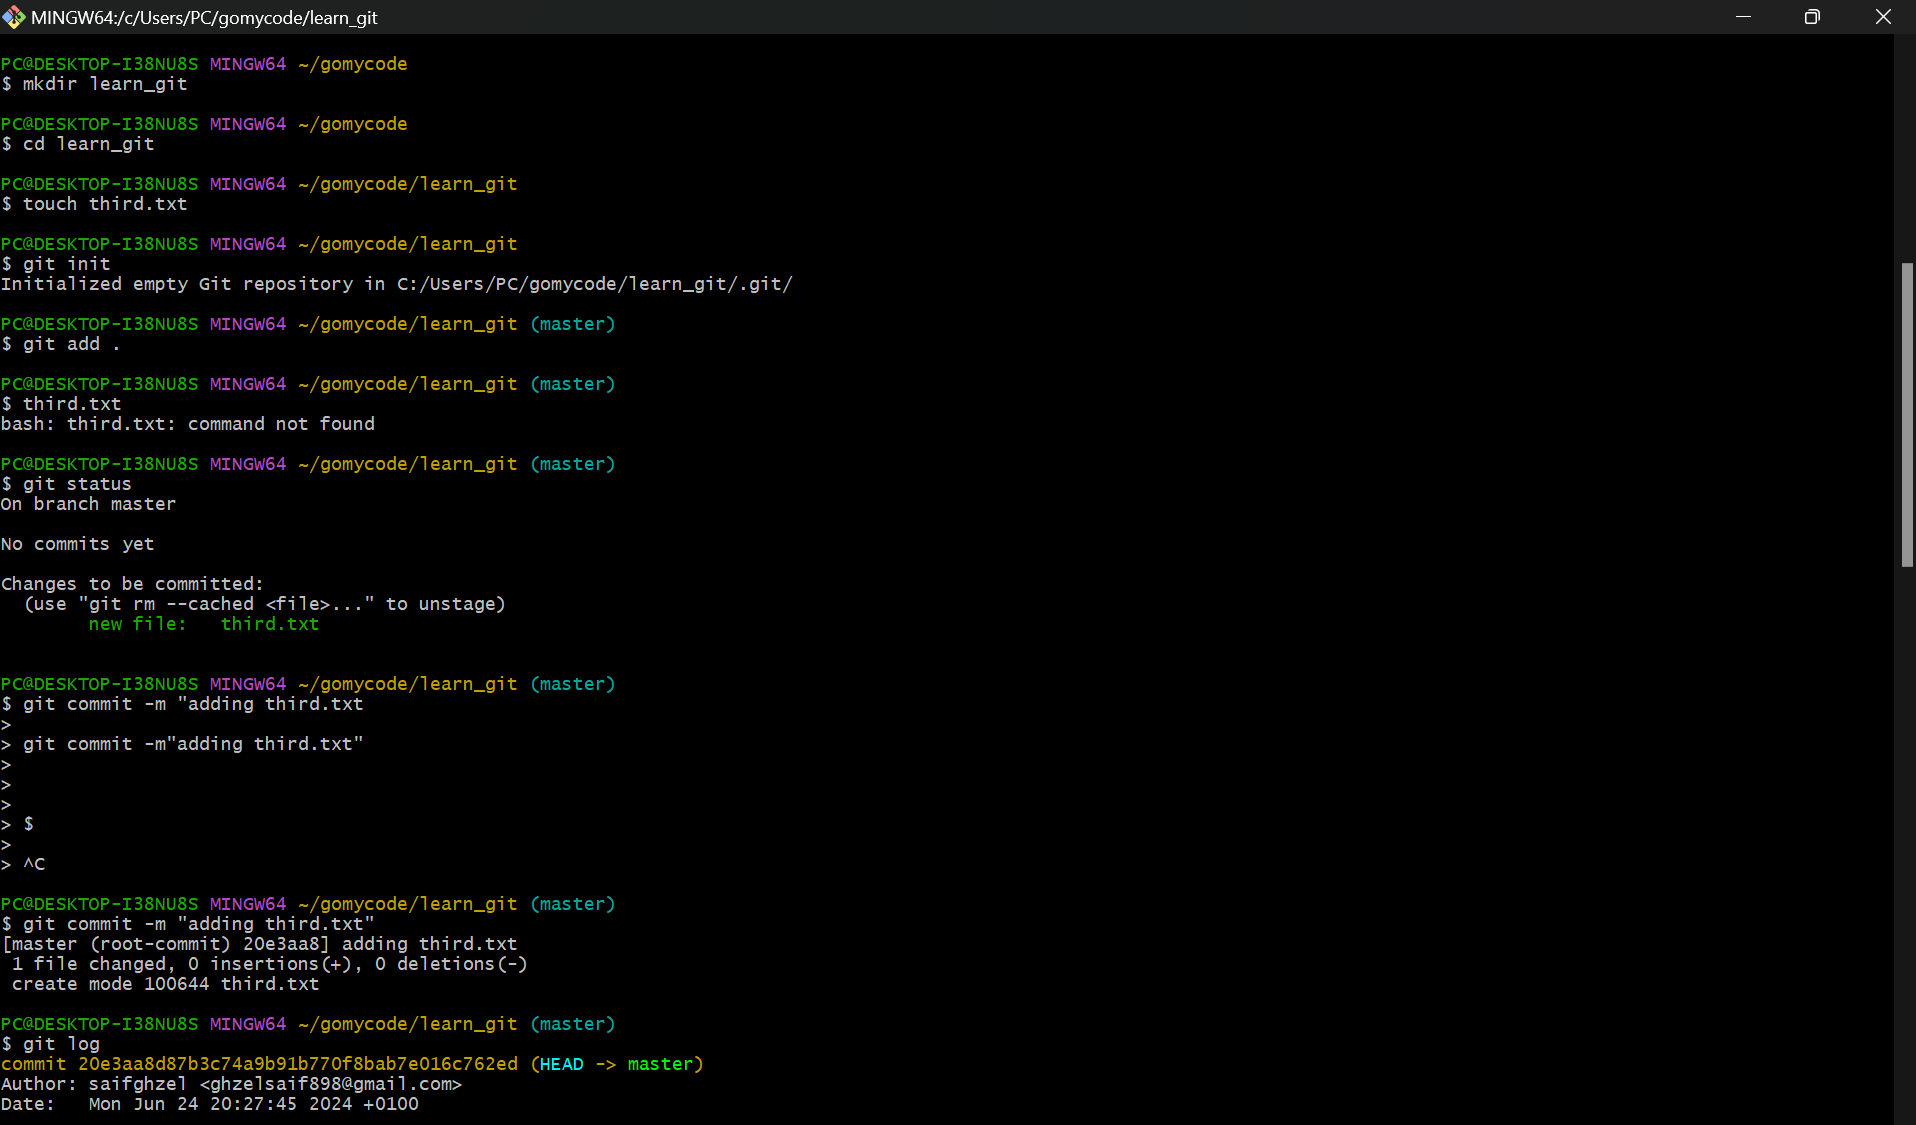 MINGW64:/c/Users/PC/gomycode/learn_git
PC@DESKTOP-I38NU8S MINGW64 ~/gomycode
$ mkdir learn_git
PC@DESKTOP-I38NU8S MINGW64 ~/gomycode
$ cd learn_git
PC@DESKTOP-I38NU8S MINGW64 ~/gomycode/learn_git
$ touch third.txt
PC@DESKTOP-I38NU8S MINGW64 ~/gomycode/learn_git
$ git init
Initialized empty Git repository in C:/Users/PC/gomycode/learn_git/.git/
PC@DESKTOP-I38NU8S MINGW64 ~/gomycode/learn_git (master)
$ git add .
PC@DESKTOP-I38NU8S MINGW64 ~/gomycode/learn_git (master)
$ third.txt
bash: third.txt: command not found
PC@DESKTOP-I38NU8S MINGW64 ~/gomycode/learn_git (master)
$ git status
On branch master
No commits yet
Changes to be committed:
  (use "git rm --cached <file>..." to unstage)
        new file:   third.txt
PC@DESKTOP-I38NU8S MINGW64 ~/gomycode/learn_git (master)
$ git commit -m "adding third.txt
>
> git commit -m"adding third.txt"
>
>
>
> $
>
> ^C
PC@DESKTOP-I38NU8S MINGW64 ~/gomycode/learn_git (master)
$ git commit -m "adding third.txt"
[master (root-commit) 20e3aa8] adding third.txt
 1 file changed, 0 insertions(+), 0 deletions(-)
 create mode 100644 third.txt
PC@DESKTOP-I38NU8S MINGW64 ~/gomycode/learn_git (master)
$ git log
commit 20e3aa8d87b3c74a9b91b770f8bab7e016c762ed (HEAD -> master)
Author: saifghzel <ghzelsaif898@gmail.com>
Date:   Mon Jun 24 20:27:45 2024 +0100